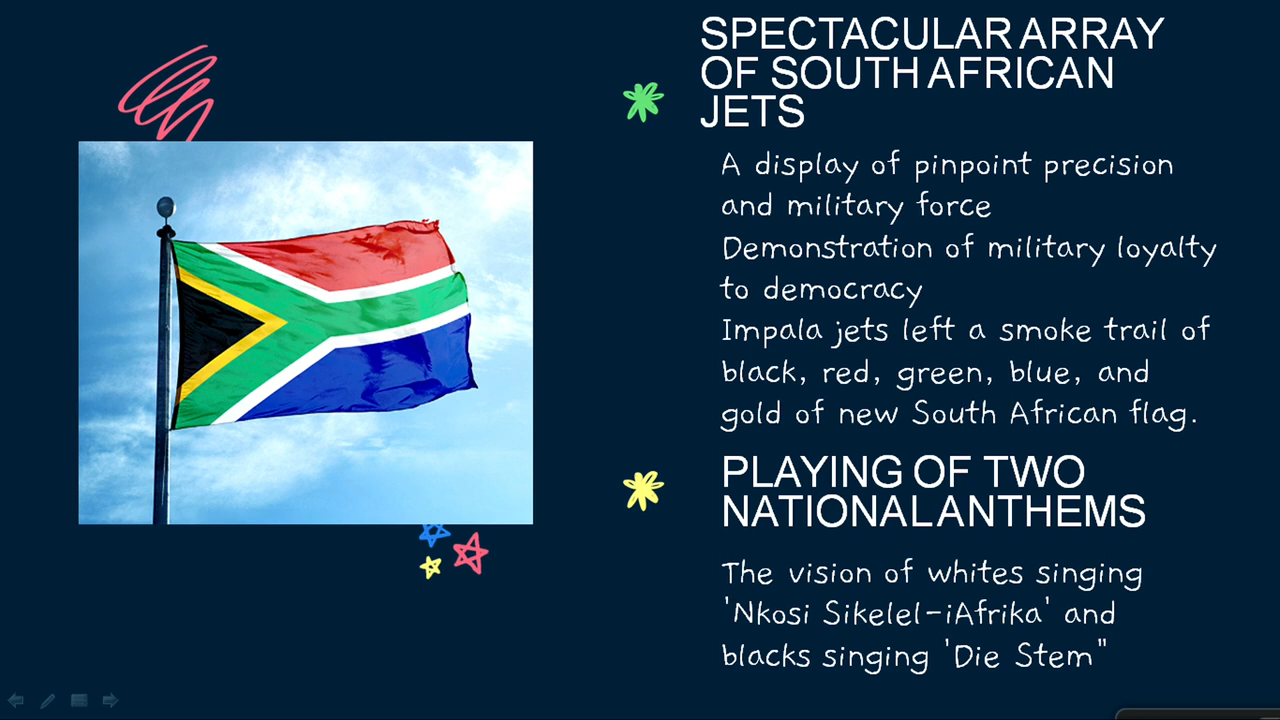 SPECTACULAR ARRAY
OF SOUTH AFRICAN
JETS
A display of pinpoint precision
and military force
Demonstration of military loyalty
to democracy
Impala jets left a smoke trail of
black, red, green, blue, and
gold of new South African flag.
PLAYING OF TWO
NATIONAL ANTHEMS
The vision of whites singing
'Nkosi Sikelel-iAfrika' and
blacks singing 'Die Stem"